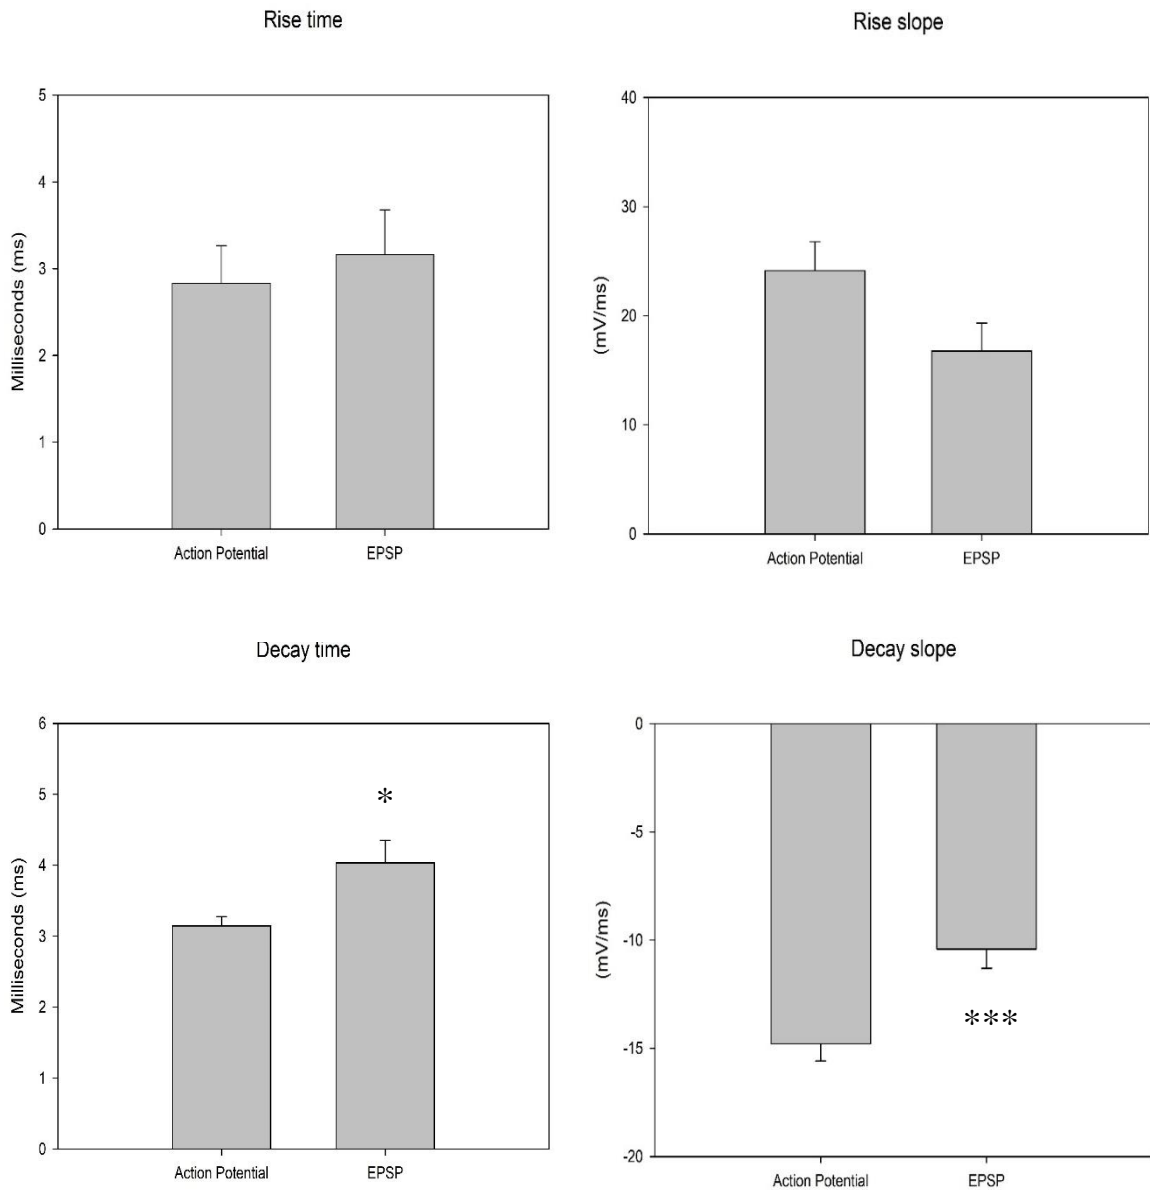 Rise time
Milliseconds (ms)
5
4
3
2
1
0
Action Potential
EPSP
Rise slope
(mV/ms)
40
30
20
10
0
Action Potential
EPSP
Decay time
Milliseconds (ms)
6
5
4
3
2
1
0
*
Action Potential
EPSP
Decay slope
(mV/ms)
0
-5
-10
-15
-20
***
Action Potential
EPSP